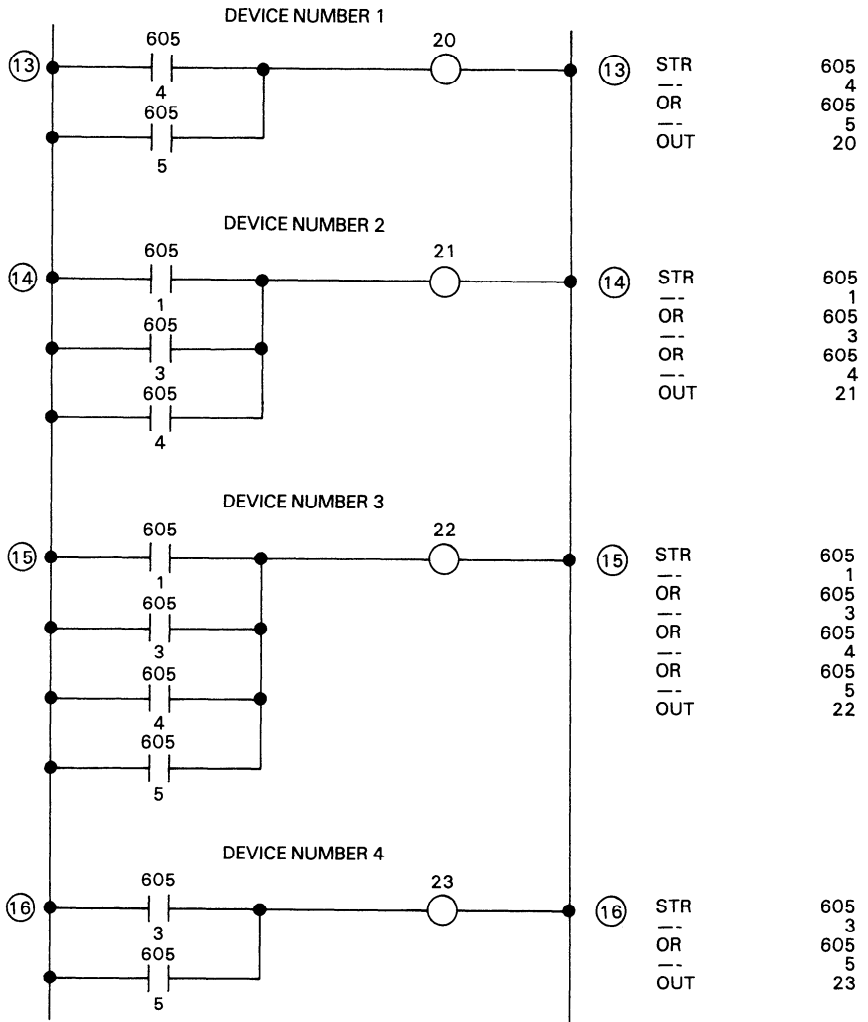 DEVICE NUMBER 1
605
20
13
4
605
5
13 STR 605
—- 4
OR 605
—- 5
OUT 20
DEVICE NUMBER 2
605
21
14
1
605
3
605
4
14 STR 605
—- 1
OR 605
—- 3
OR 605
—- 4
OUT 21
DEVICE NUMBER 3
605
22
15
1
605
3
4
605
5
15 STR 605
—- 1
OR 605
—- 3
OR 605
—- 4
OR 605
—- 5
OUT 22
DEVICE NUMBER 4
605
23
16
3
605
5
16 STR 605
—- 3
OR 605
—- 5
OUT 23